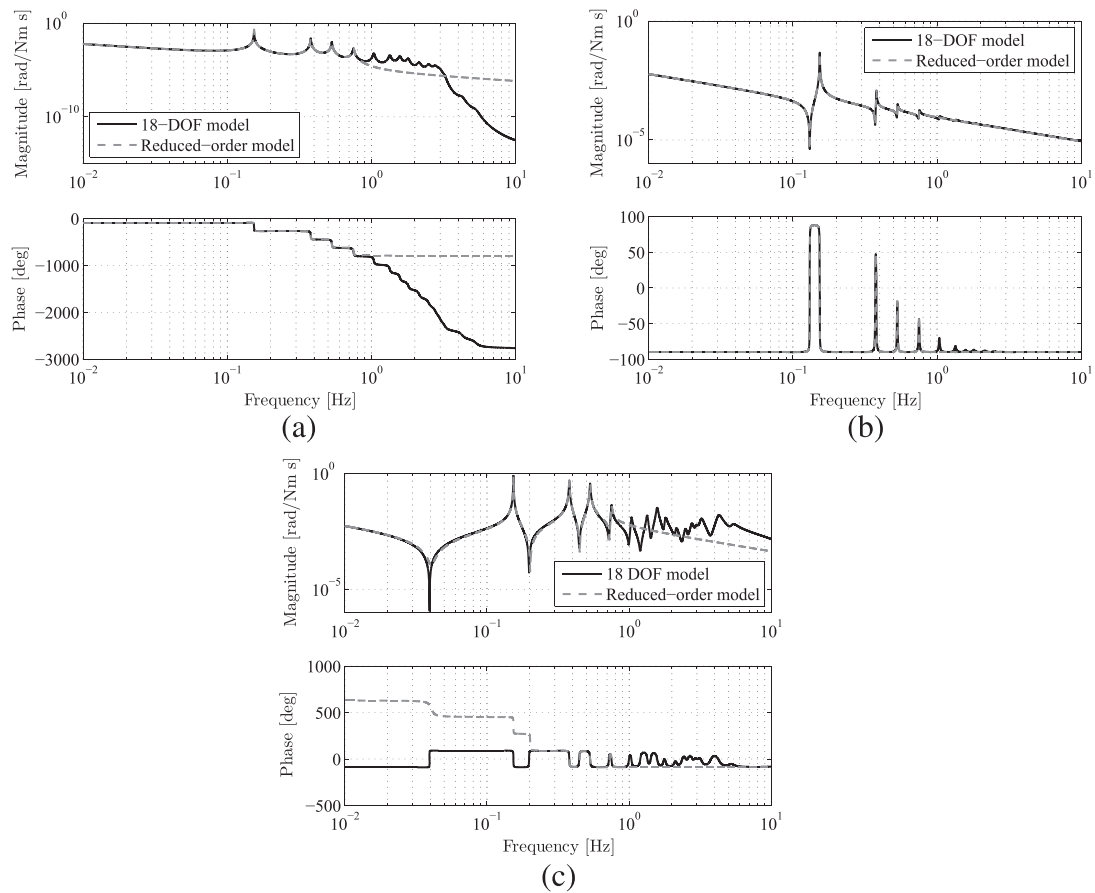 10^0
10^−10
Magnitude [rad/Nm s]
18−DOF model
Reduced−order model
10^−2 10^−1 10^0 10^1
0
−1000
−2000
−3000
Phase [deg]
10^−2 10^−1 10^0 10^1
Frequency [Hz]
(a)
10^0
10^−5
Magnitude [rad/Nm s]
18−DOF model
Reduced−order model
10^−2 10^−1 10^0 10^1
100
50
0
−50
−100
Phase [deg]
10^−2 10^−1 10^0 10^1
Frequency [Hz]
(b)
10^0
10^−5
Magnitude [rad/Nm s]
18 DOF model
Reduced−order model
10^−2 10^−1 10^0 10^1
1000
500
0
−500
Phase [deg]
10^−2 10^−1 10^0 10^1
Frequency [Hz]
(c)